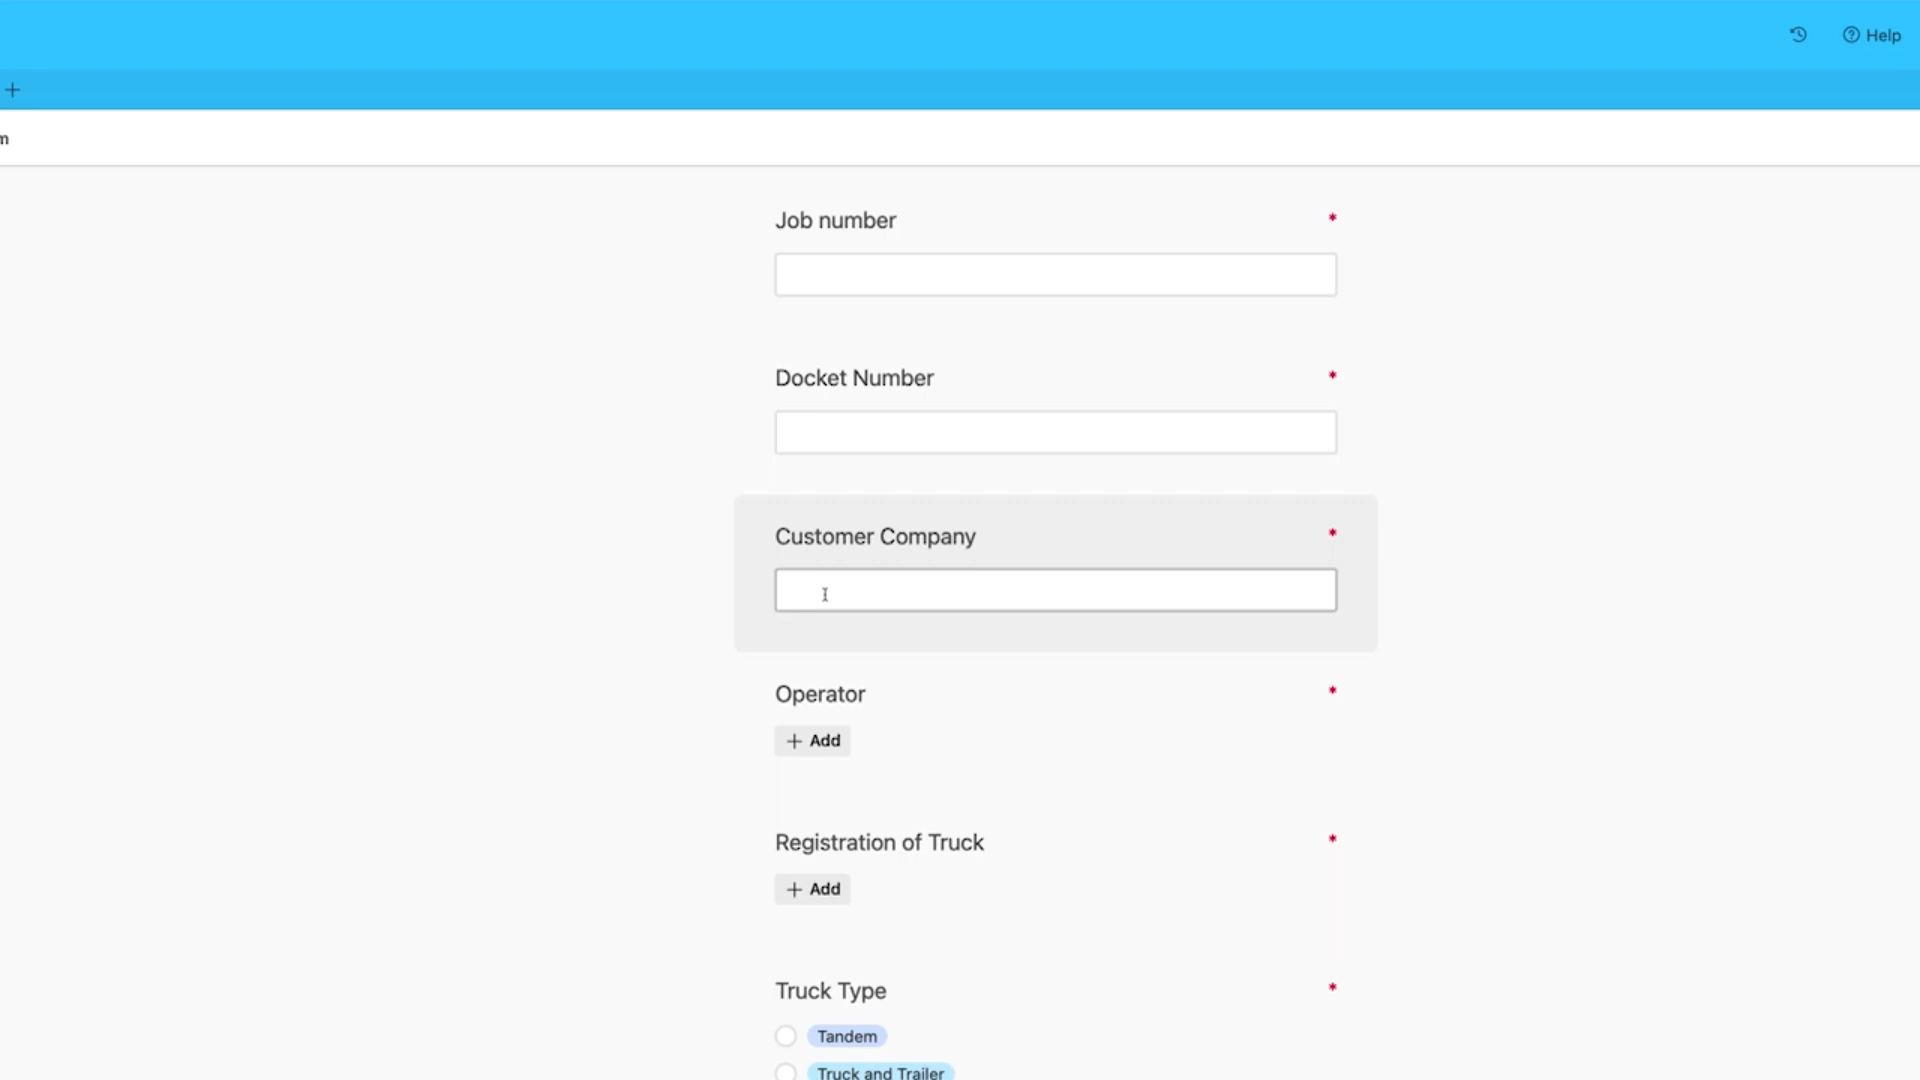 Help
m
Job number *
Docket Number *
Customer Company *
Operator *
+ Add
Registration of Truck *
+ Add
Truck Type *
Tandem
Truck and Trailer